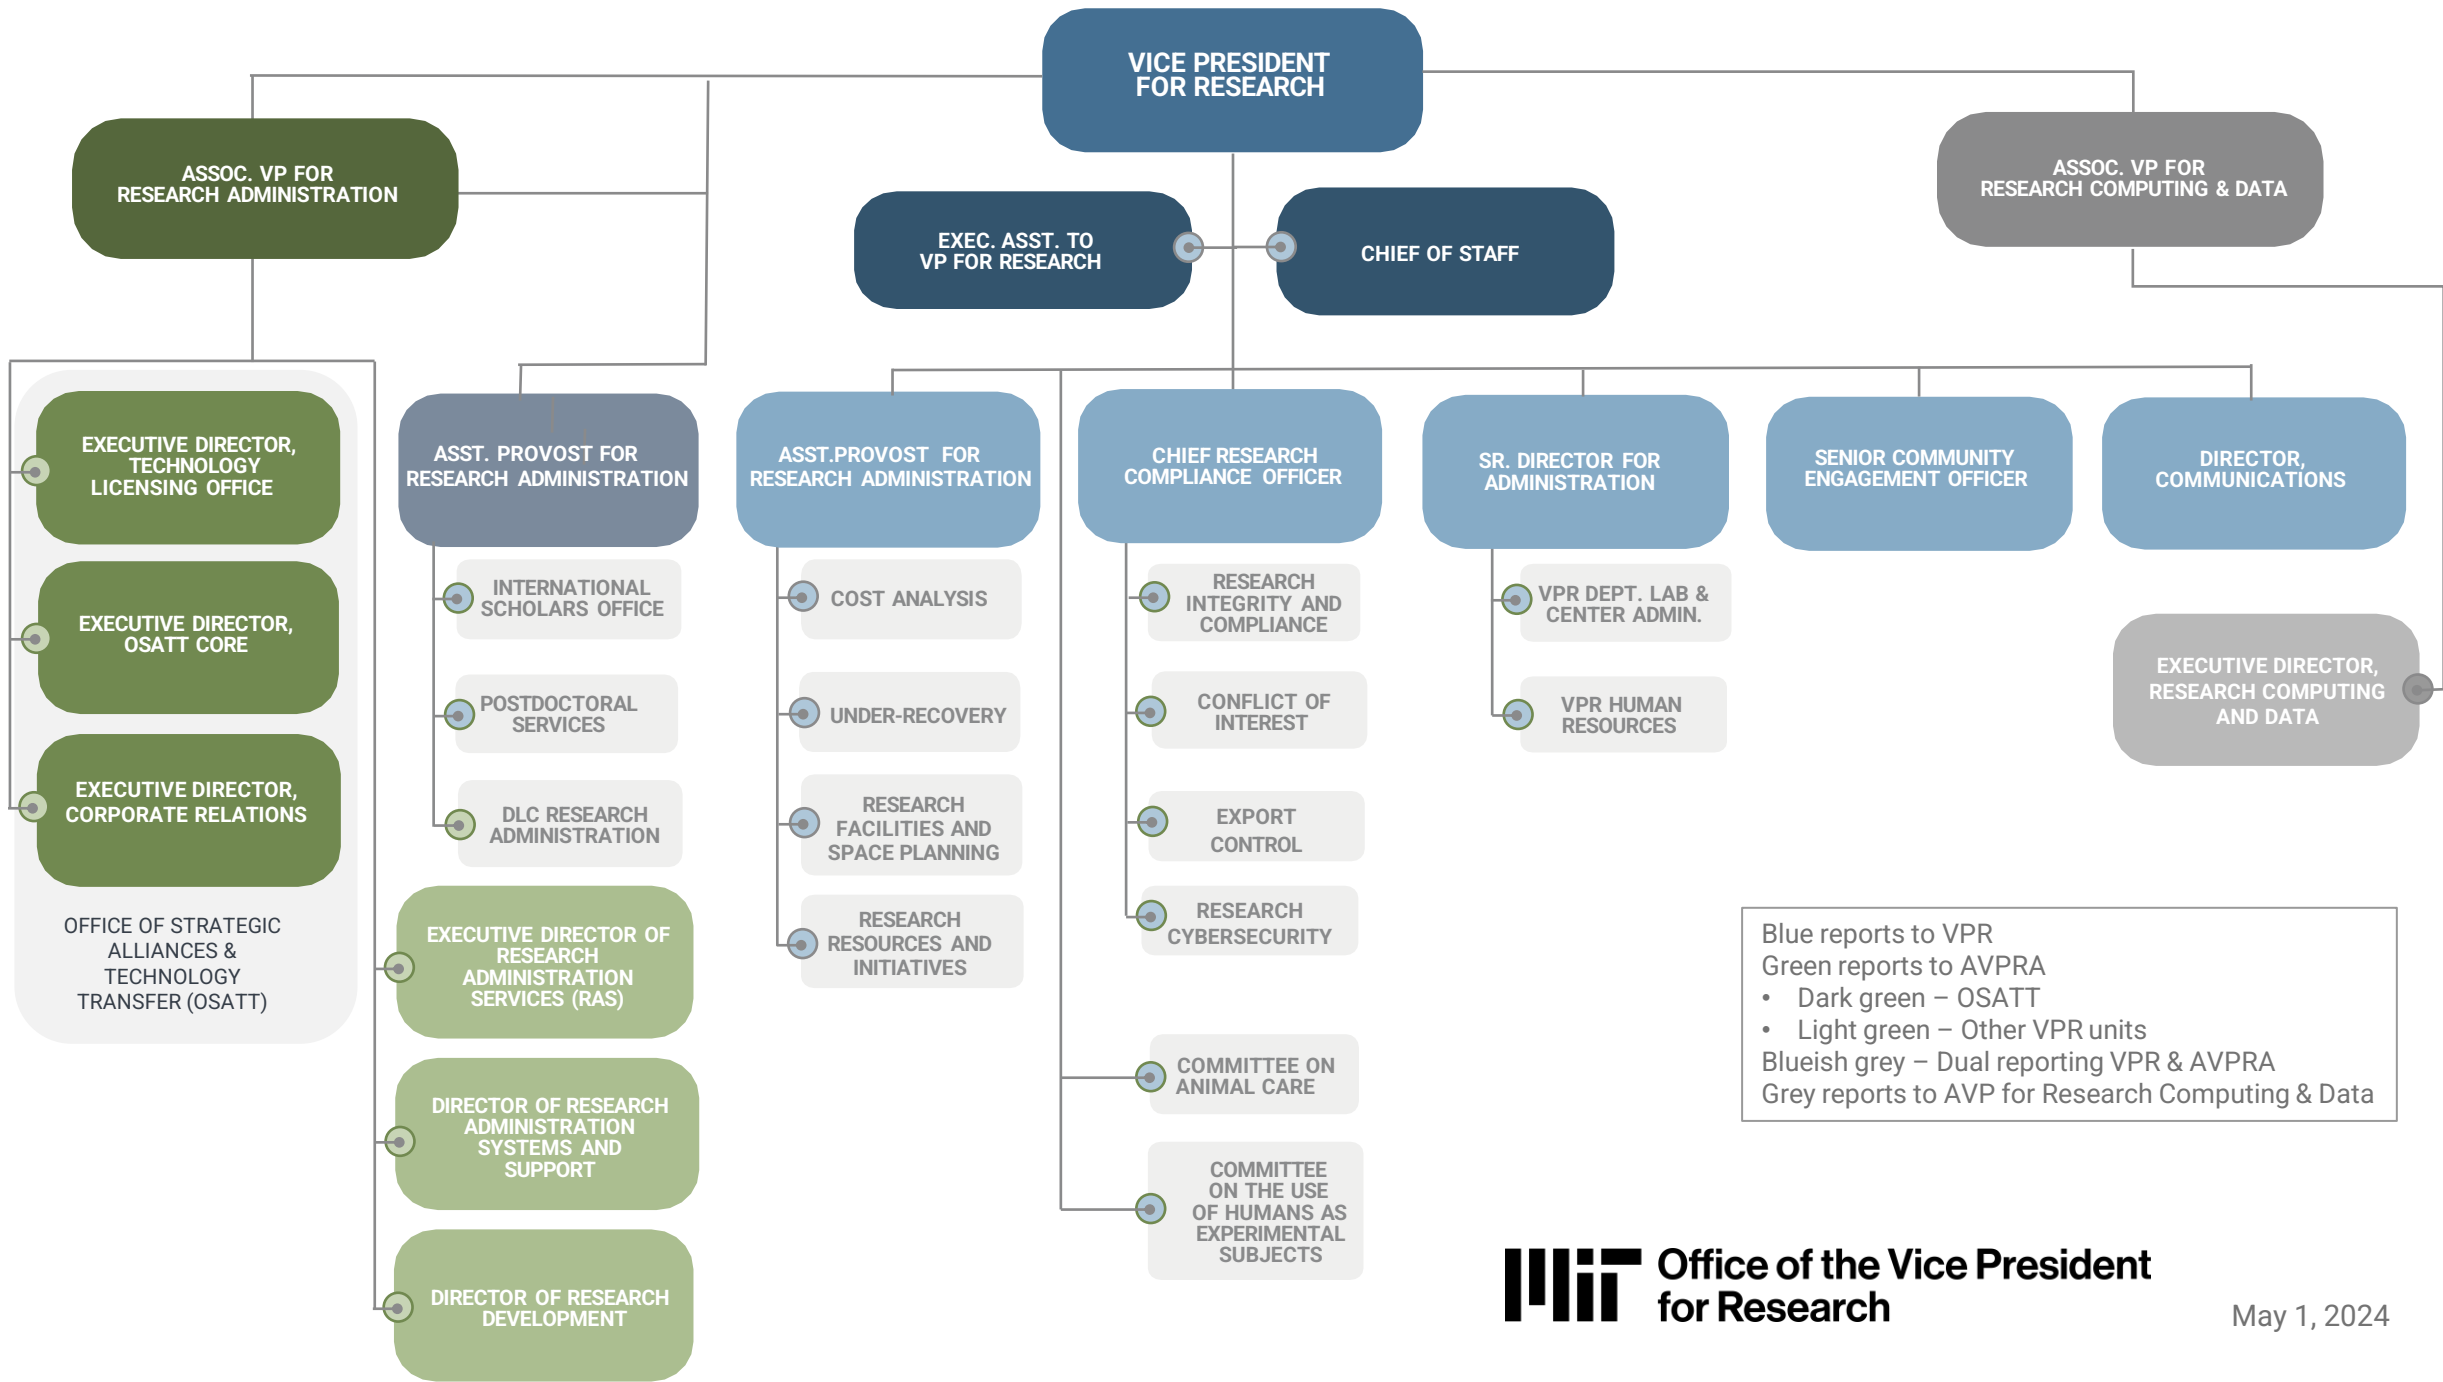 VICE PRESIDENT
FOR RESEARCH
ASSOC. VP FOR
RESEARCH ADMINISTRATION
ASSOC. VP FOR
RESEARCH COMPUTING & DATA
EXEC. ASST. TO
VP FOR RESEARCH
CHIEF OF STAFF
EXECUTIVE DIRECTOR,
TECHNOLOGY
LICENSING OFFICE
EXECUTIVE DIRECTOR,
OSATT CORE
EXECUTIVE DIRECTOR,
CORPORATE RELATIONS
OFFICE OF STRATEGIC
ALLIANCES &
TECHNOLOGY
TRANSFER (OSATT)
ASST. PROVOST FOR
RESEARCH ADMINISTRATION
INTERNATIONAL
SCHOLARS OFFICE
POSTDOCTORAL
SERVICES
DLC RESEARCH
ADMINISTRATION
EXECUTIVE DIRECTOR OF
RESEARCH
ADMINISTRATION
SERVICES (RAS)
DIRECTOR OF RESEARCH
ADMINISTRATION
SYSTEMS AND
SUPPORT
DIRECTOR OF RESEARCH
DEVELOPMENT
ASST.PROVOST FOR
RESEARCH ADMINISTRATION
COST ANALYSIS
UNDER-RECOVERY
RESEARCH
FACILITIES AND
SPACE PLANNING
RESEARCH
RESOURCES AND
INITIATIVES
CHIEF RESEARCH
COMPLIANCE OFFICER
RESEARCH
INTEGRITY AND
COMPLIANCE
CONFLICT OF
INTEREST
EXPORT
CONTROL
RESEARCH
CYBERSECURITY
COMMITTEE ON
ANIMAL CARE
COMMITTEE
ON THE USE
OF HUMANS AS
EXPERIMENTAL
SUBJECTS
SR. DIRECTOR FOR
ADMINISTRATION
VPR DEPT. LAB &
CENTER ADMIN.
VPR HUMAN
RESOURCES
SENIOR COMMUNITY
ENGAGEMENT OFFICER
DIRECTOR,
COMMUNICATIONS
EXECUTIVE DIRECTOR,
RESEARCH COMPUTING
AND DATA
Blue reports to VPR
Green reports to AVPRA
• Dark green – OSATT
• Light green – Other VPR units
Blueish grey – Dual reporting VPR & AVPRA
Grey reports to AVP for Research Computing & Data
MIT Office of the Vice President
for Research
May 1, 2024